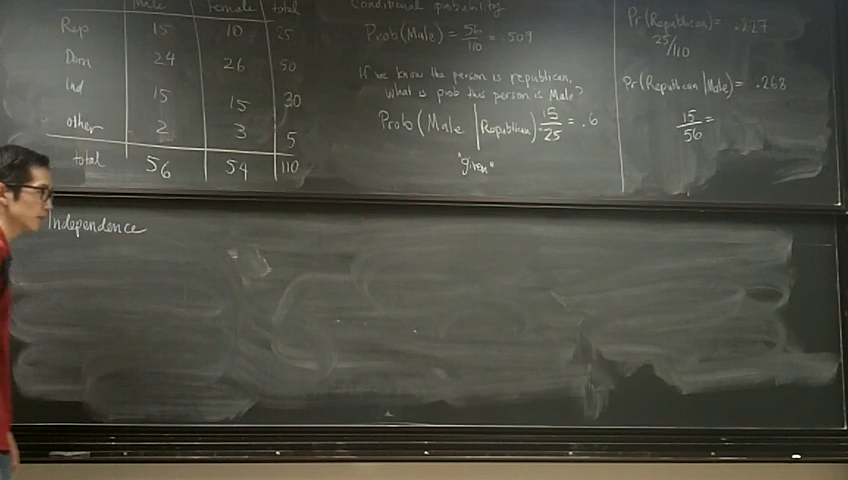 Male Female total
Rep 15 10 25
Dem 24 26 50
Ind 15 15 30
other 2 3 5
total 56 54 110
Conditional probability
Prob(Male) = 56/110 = .509
If we know the person is republican,
what is prob this person is Male?
Prob(Male | Republican) 15/25 = .6
"given"
Pr(Republican) = .227
25/110
Pr(Republican | Male) = .268
15/56 =
Independence